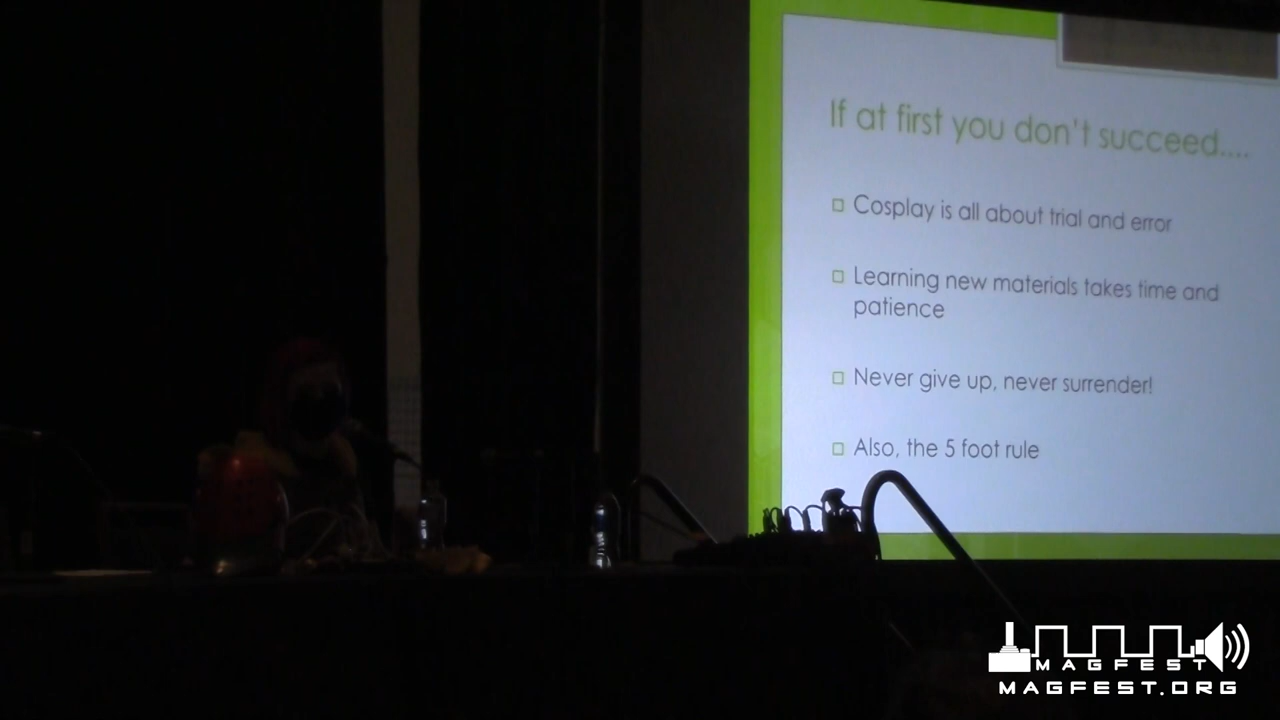 If at first you don't succeed....
Cosplay is all about trial and error
Learning new materials takes time and
patience
Never give up, never surrender!
Also, the 5 foot rule
MAGFEST
MAGFEST.ORG